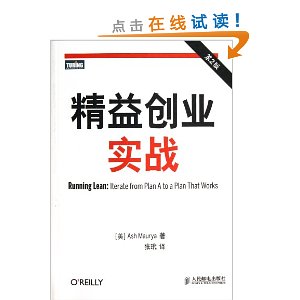 在线试读!
TURING
第2版
精益创业
实战
Running Lean: Iterate from Plan A to a Plan That Works
[美] Ash Maurya 著
张玳 译
O'REILLY
人民邮电出版社